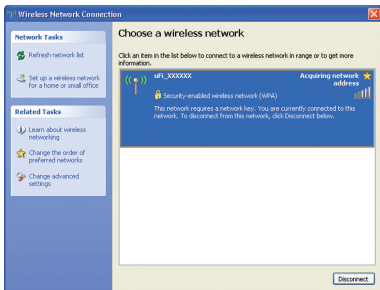 Wireless Network Connection
Network Tasks
Refresh network list
Set up a wireless network
for a home or small office
Related Tasks
Learn about wireless
networking
Change the order of
preferred networks
Change advanced
settings
Choose a wireless network
Click an item in the list below to connect to a wireless network in range or to get more
information.
uFi_XXXXXX
Acquiring network
address
Security-enabled wireless network (WPA)
This network requires a network key. You are currently connected to this
network. To disconnect from this network, click Disconnect below.
Disconnect